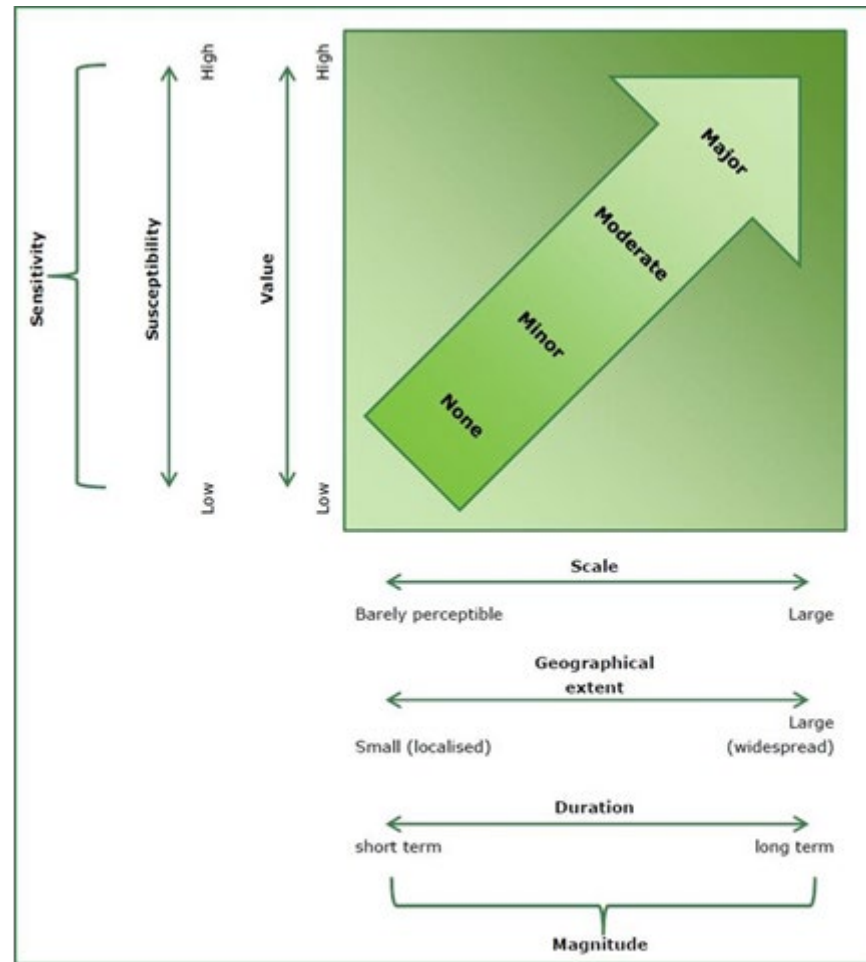 Sensitivity
Susceptibility
High
Low
Value
High
Low
Major
Moderate
Minor
None
Scale
Barely perceptible
Large
Geographical
extent
Small (localised)
Large
(widespread)
Duration
short term
long term
Magnitude